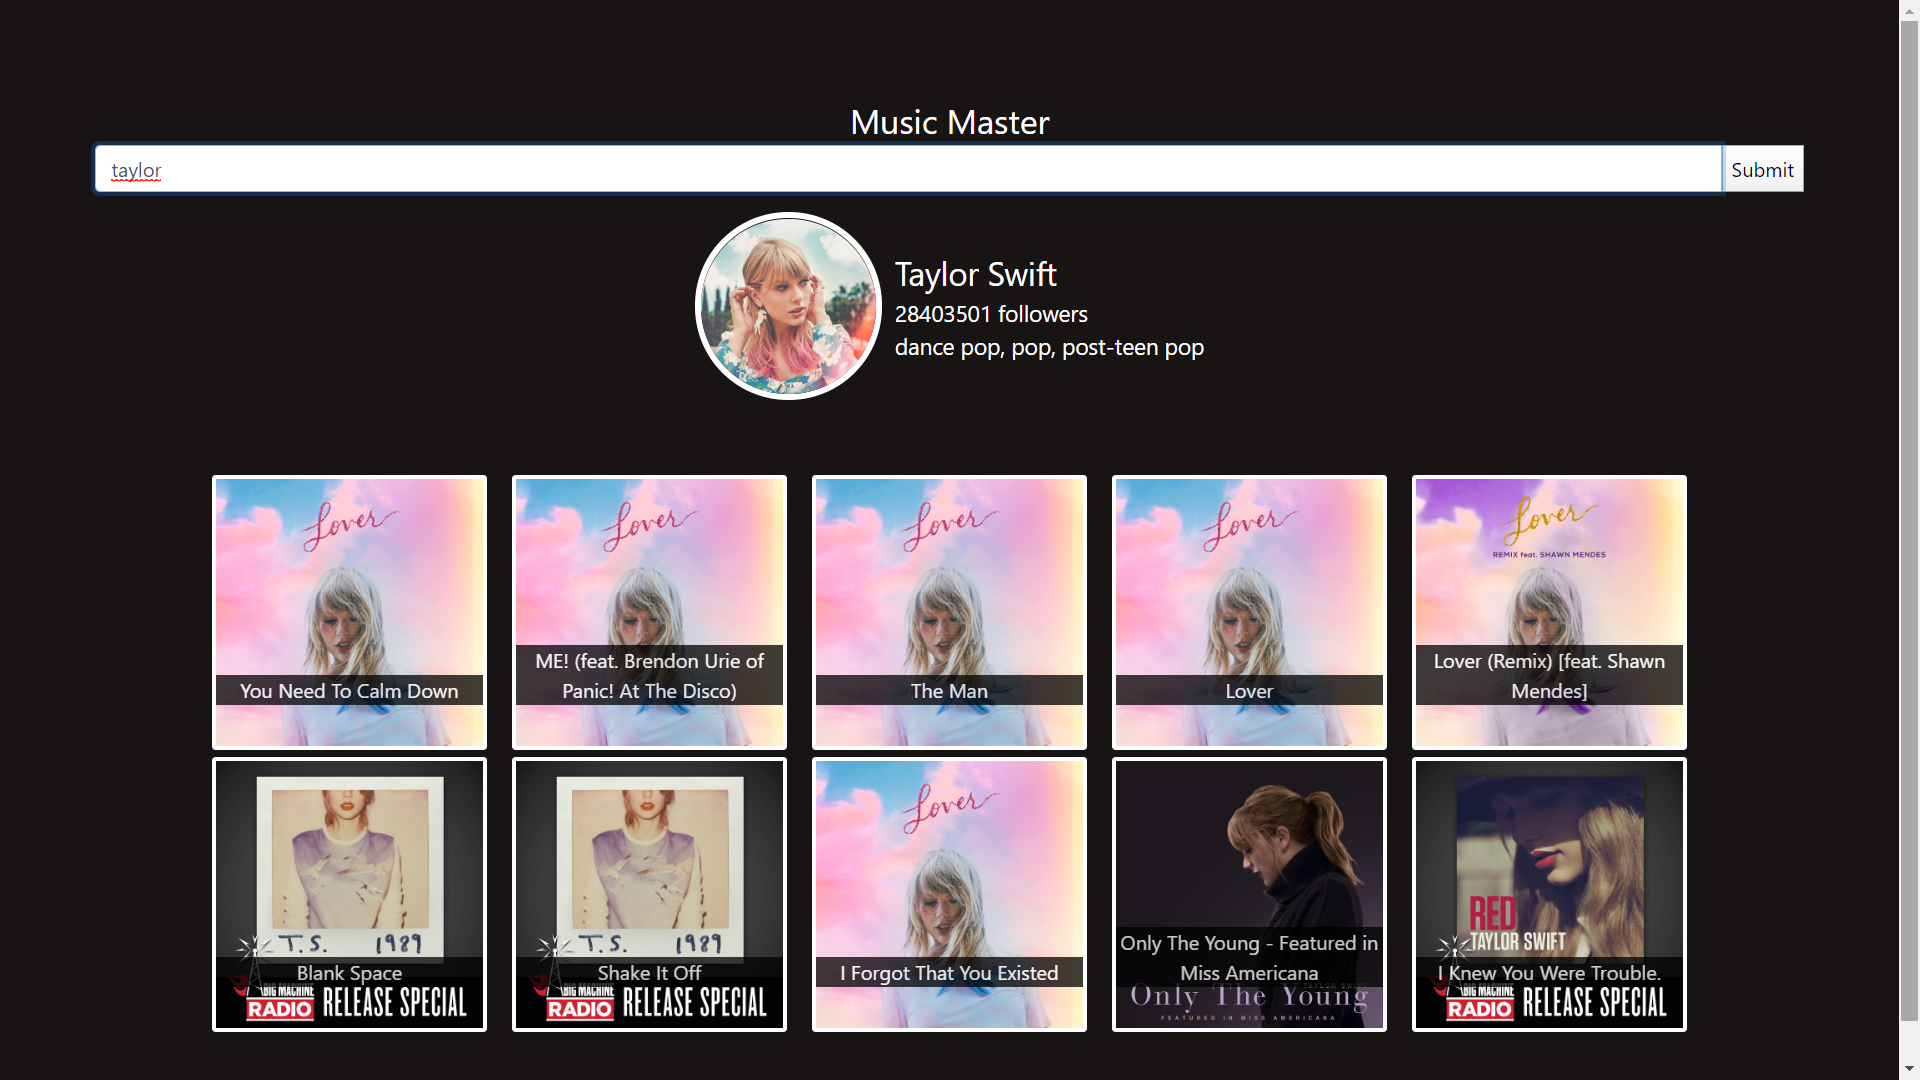 Music Master
taylor
Submit
Taylor Swift
28403501 followers
dance pop, pop, post-teen pop
Lover
You Need To Calm Down
Lover
ME! (feat. Brendon Urie of
Panic! At The Disco)
Lover
The Man
Lover
Lover
Lover
REMIX feat. SHAWN MENDES
Lover (Remix) [feat. Shawn
Mendes]
T.S. 1989
Blank Space
BIG MACHINE
RADIO RELEASE SPECIAL
T.S. 1989
Shake It Off
BIG MACHINE
RADIO RELEASE SPECIAL
Lover
I Forgot That You Existed
Only The Young - Featured in
Miss Americana
TAYLOR SWIFT
Only The Young
FEATURED IN MISS AMERICANA
RED
TAYLOR SWIFT
I Knew You Were Trouble.
BIG MACHINE
RADIO RELEASE SPECIAL